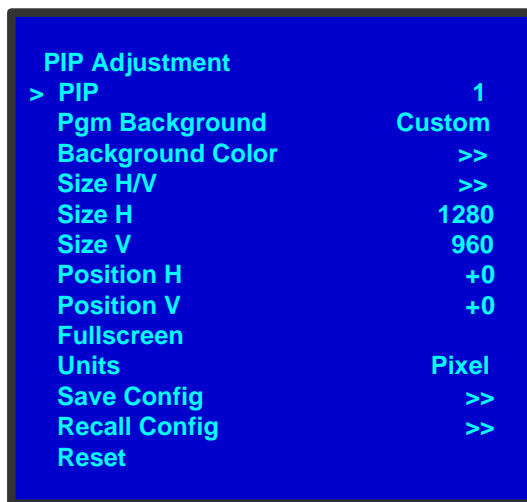 PIP Adjustment
> PIP 1
Pgm Background Custom
Background Color >>
Size H/V >>
Size H 1280
Size V 960
Position H +0
Position V +0
Fullscreen
Units Pixel
Save Config >>
Recall Config >>
Reset